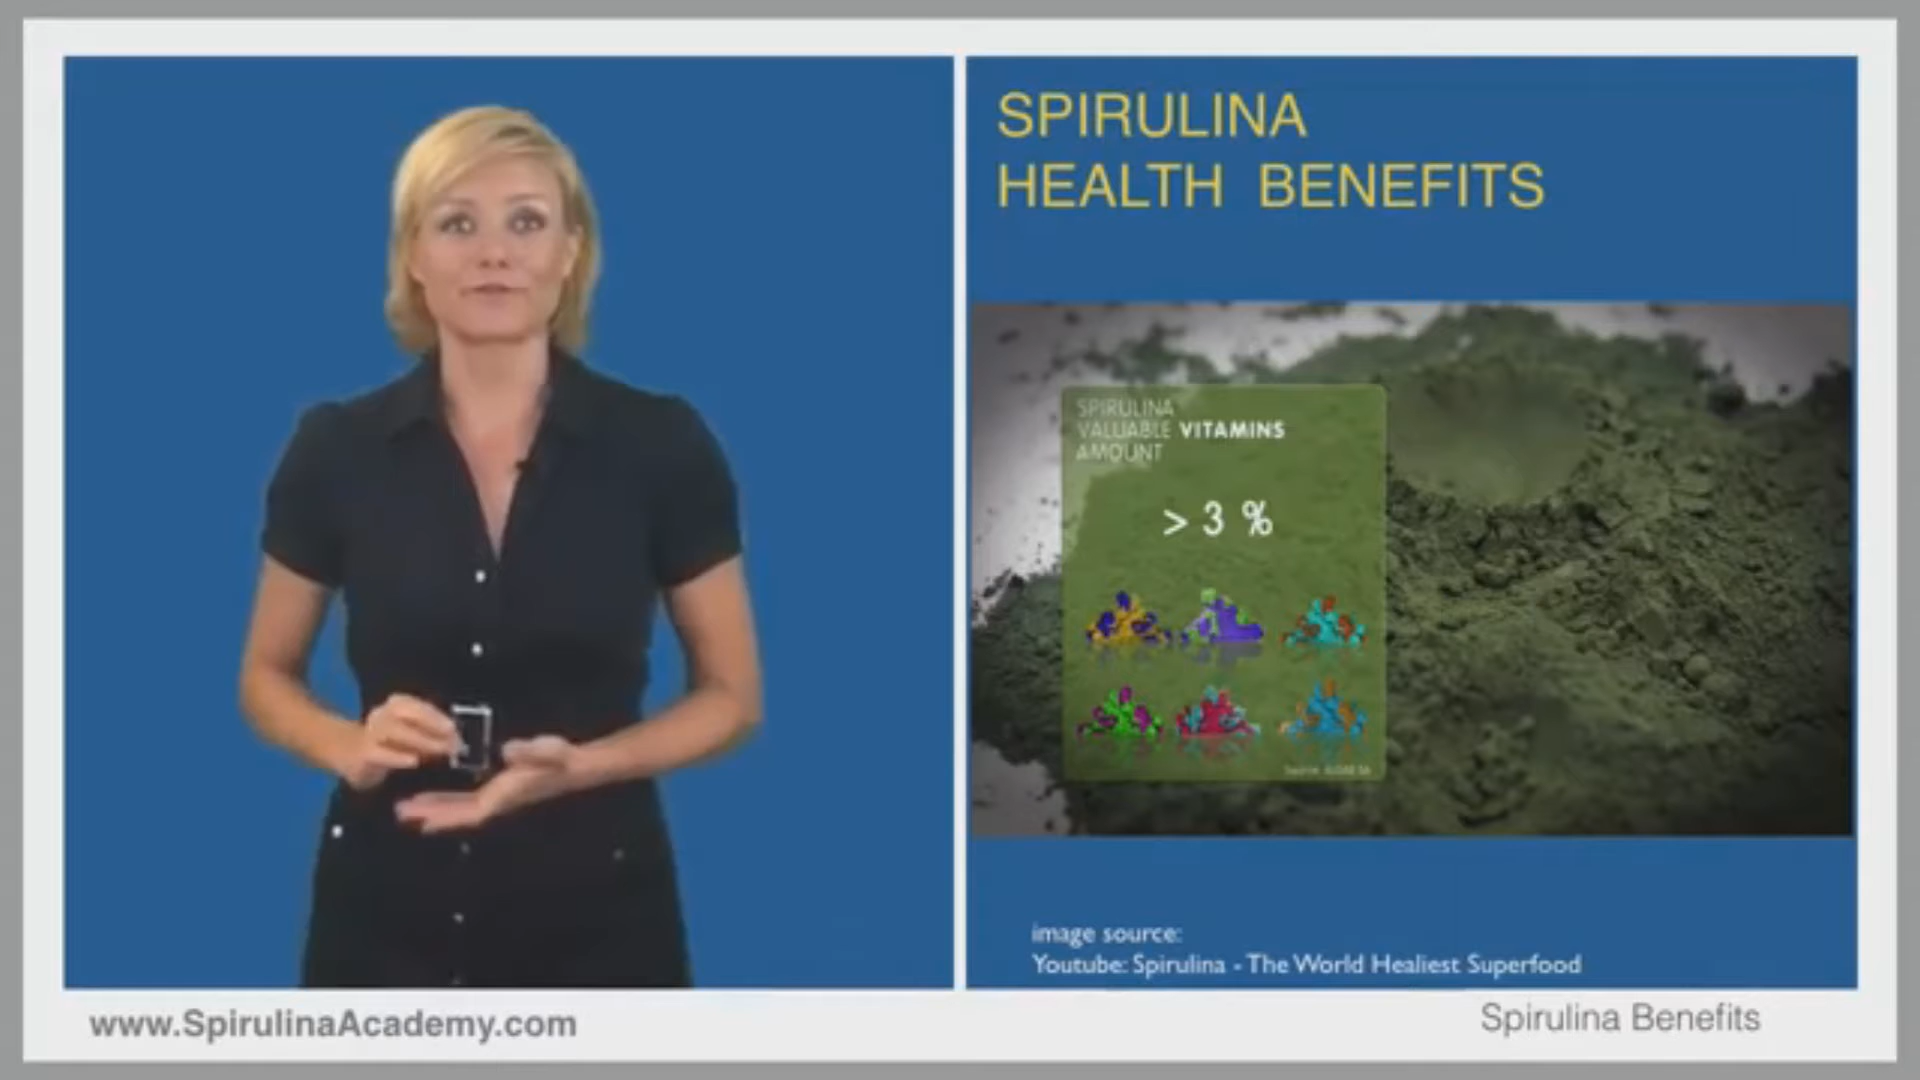 SPIRULINA
HEALTH BENEFITS
SPIRULINA
VALUABLE VITAMINS
AMOUNT
> 3 %
image source:
Youtube: Spirulina - The World Healiest Superfood
www.SpirulinaAcademy.com
Spirulina Benefits